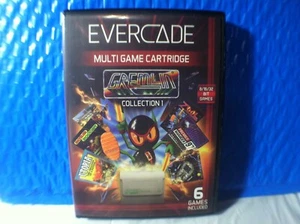 EVERCADE
MULTI GAME CARTRIDGE
GREMLIN
COLLECTION 1
8/16/32
BIT
GAMES
6
GAMES
INCLUDED